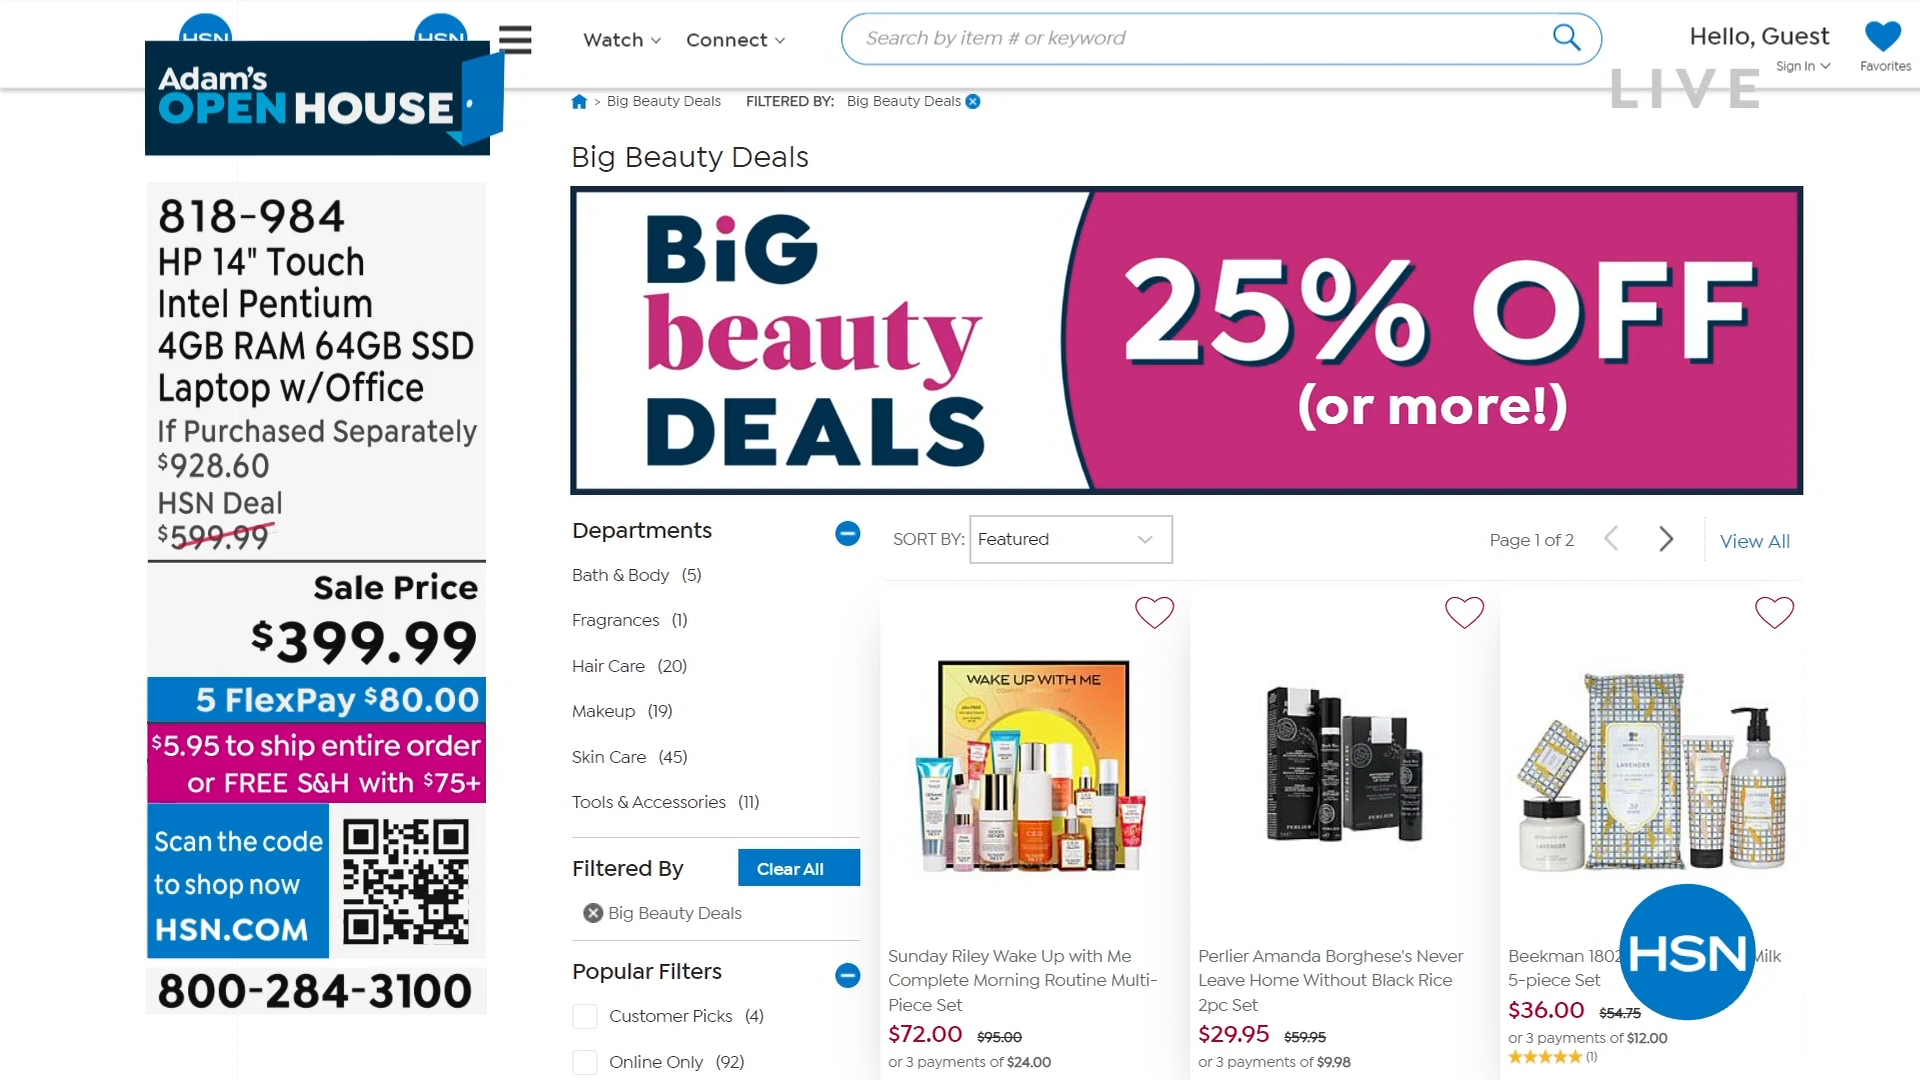 HSN
HSN
Adam's
OPEN HOUSE
818-984
HP 14" Touch
Intel Pentium
4GB RAM 64GB SSD
Laptop w/Office
If Purchased Separately
$928.60
HSN Deal
$599.99
Sale Price
$399.99
5 FlexPay $80.00
$5.95 to ship entire order
or FREE S&H with $75+
Scan the code
to shop now
HSN.COM
800-284-3100
Watch
Connect
Search by item # or keyword
Hello, Guest
Sign In
Favorites
LIVE
> Big Beauty Deals FILTERED BY: Big Beauty Deals
Big Beauty Deals
BiG
beauty
DEALS
25% OFF
(or more!)
Departments
Bath & Body (5)
Fragrances (1)
Hair Care (20)
Makeup (19)
Skin Care (45)
Tools & Accessories (11)
Filtered By
Clear All
Big Beauty Deals
Popular Filters
Customer Picks (4)
Online Only (92)
SORT BY: Featured
Page 1 of 2
View All
WAKE UP WITH ME
Sunday Riley Wake Up with Me
Complete Morning Routine Multi-
Piece Set
$72.00 $95.00
or 3 payments of $24.00
PERLIER
PERLIER
Perlier Amanda Borghese's Never
Leave Home Without Black Rice
2pc Set
$29.95 $59.95
or 3 payments of $9.98
LAVENDER
LAVENDER
Beekman 1802 Milk
5-piece Set
$36.00 $54.75
or 3 payments of $12.00
(1)
HSN